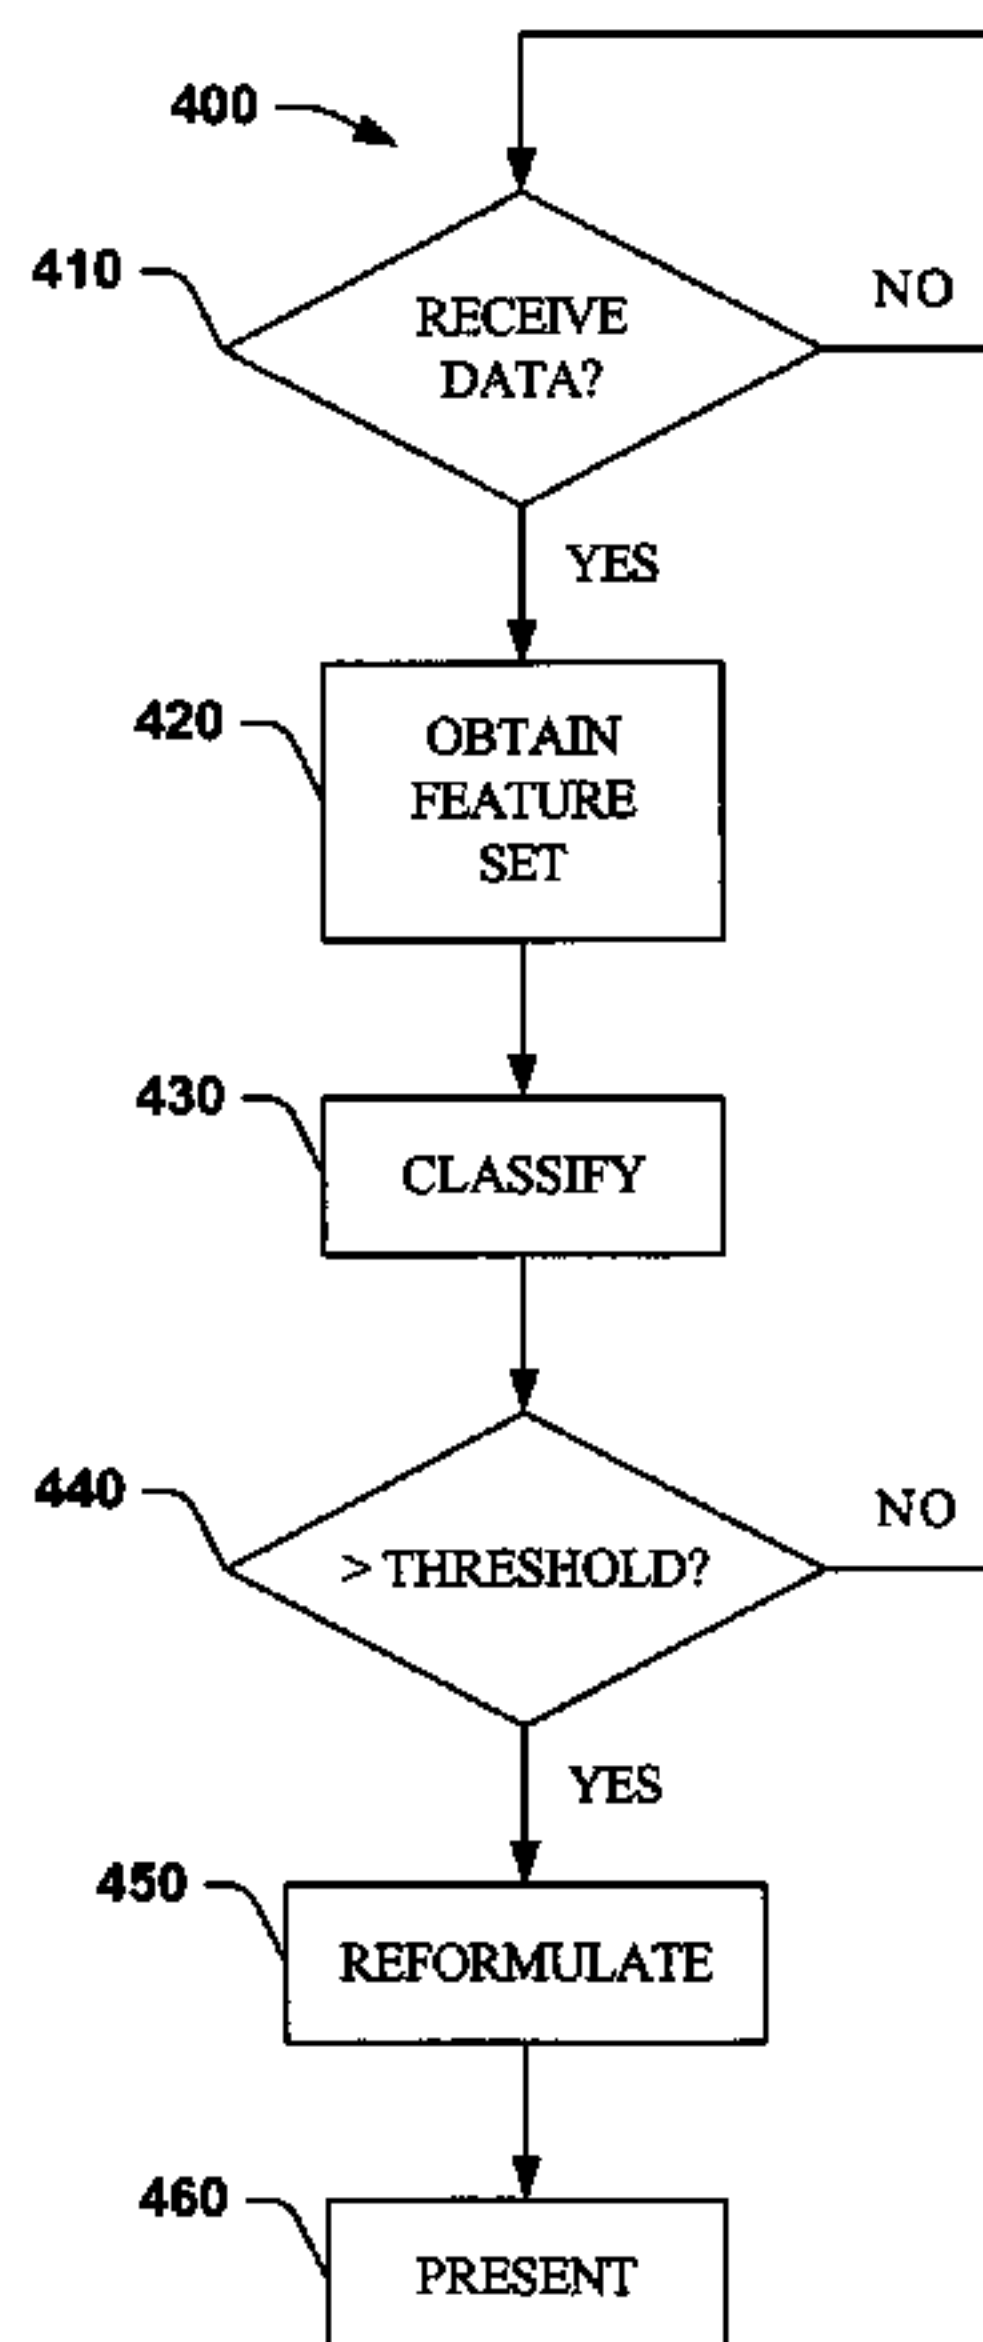 400
410
RECEIVE
DATA?
NO
YES
420
OBTAIN
FEATURE
SET
430
CLASSIFY
440
> THRESHOLD?
NO
YES
450
REFORMULATE
460
PRESENT